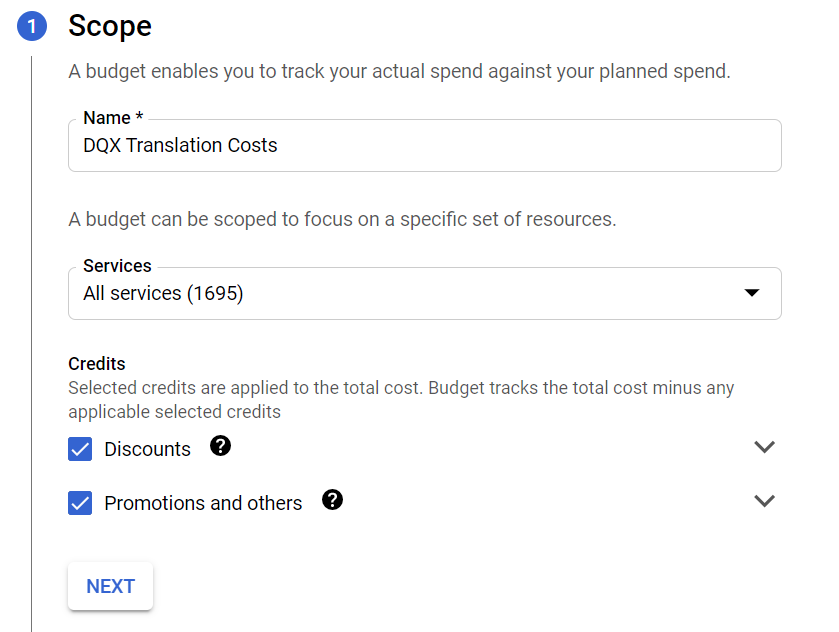 1 Scope
A budget enables you to track your actual spend against your planned spend.
Name *
DQX Translation Costs
A budget can be scoped to focus on a specific set of resources.
Services
All services (1695)
Credits
Selected credits are applied to the total cost. Budget tracks the total cost minus any
applicable selected credits
Discounts ?
Promotions and others ?
NEXT